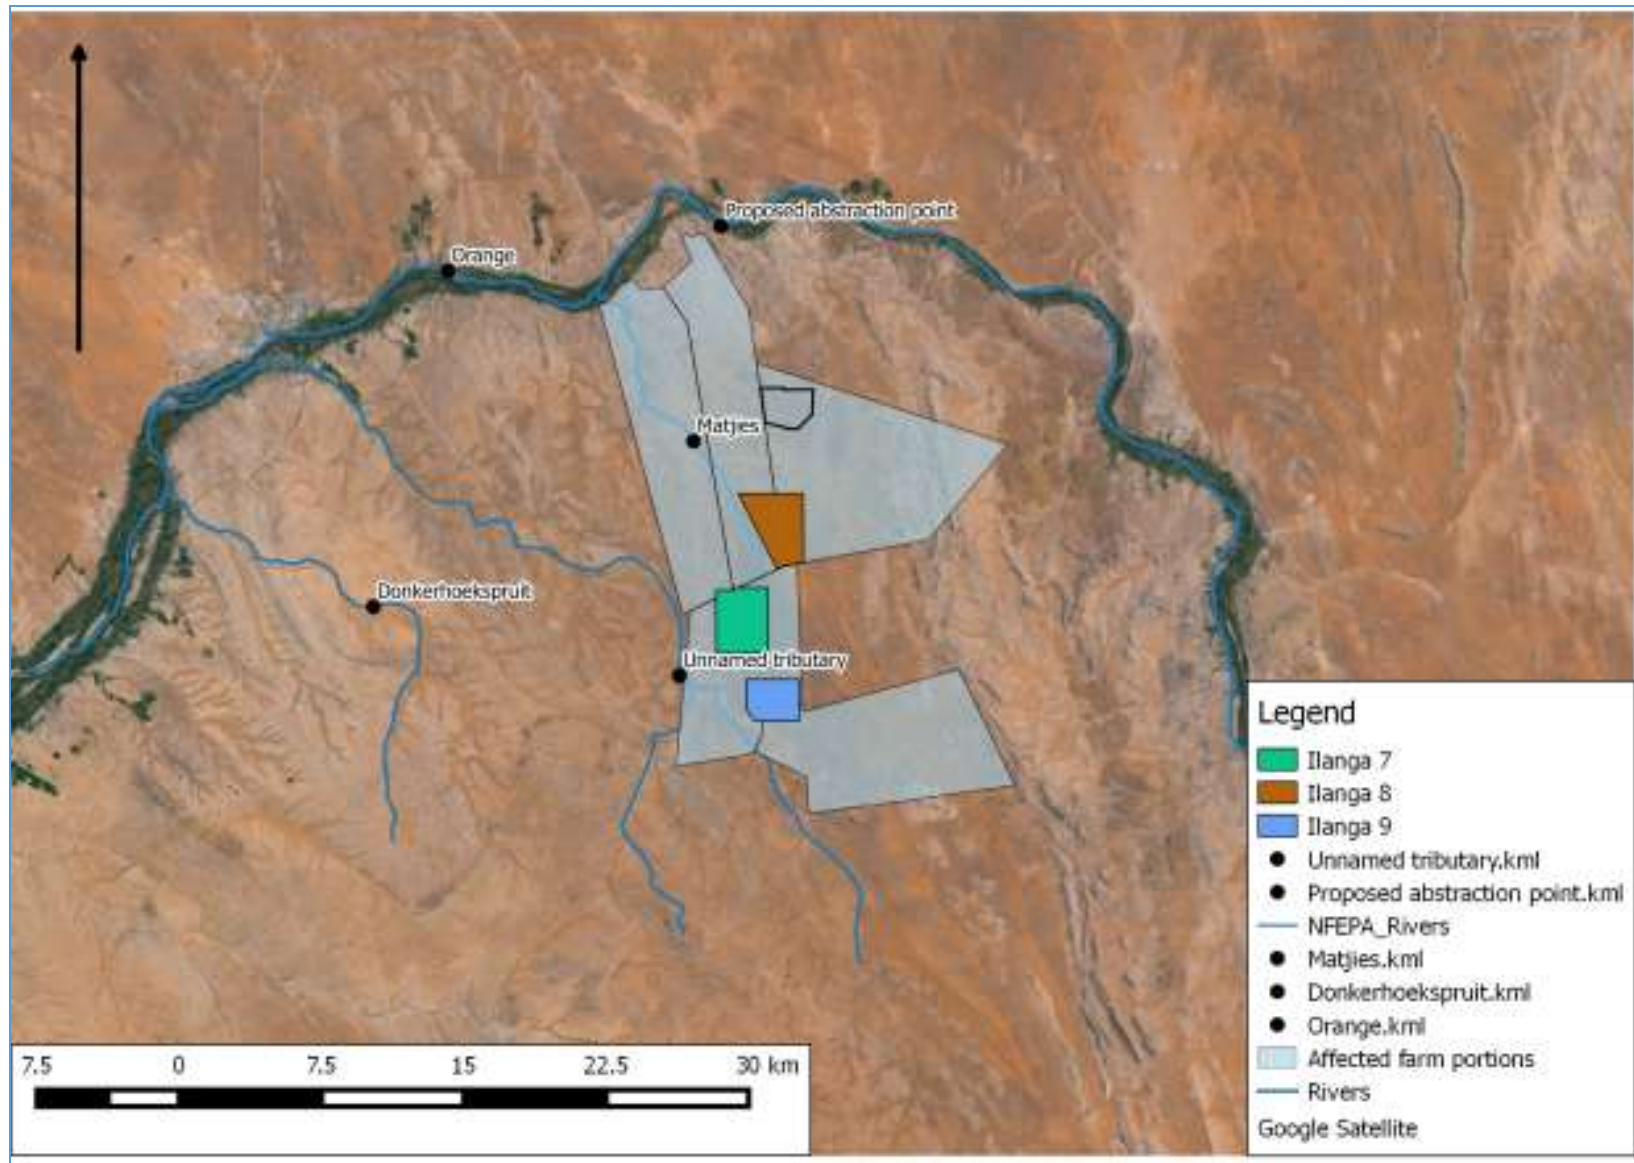 Proposed abstraction point
Orange
Matjies
Donkerhoekspruit
Unnamed tributary
Legend
Ilanga 7
Ilanga 8
Ilanga 9
Unnamed tributary.kml
Proposed abstraction point.kml
NFEPA_Rivers
Matjies.kml
Donkerhoekspruit.kml
Orange.kml
Affected farm portions
Rivers
Google Satellite
7.5 0 7.5 15 22.5 30 km